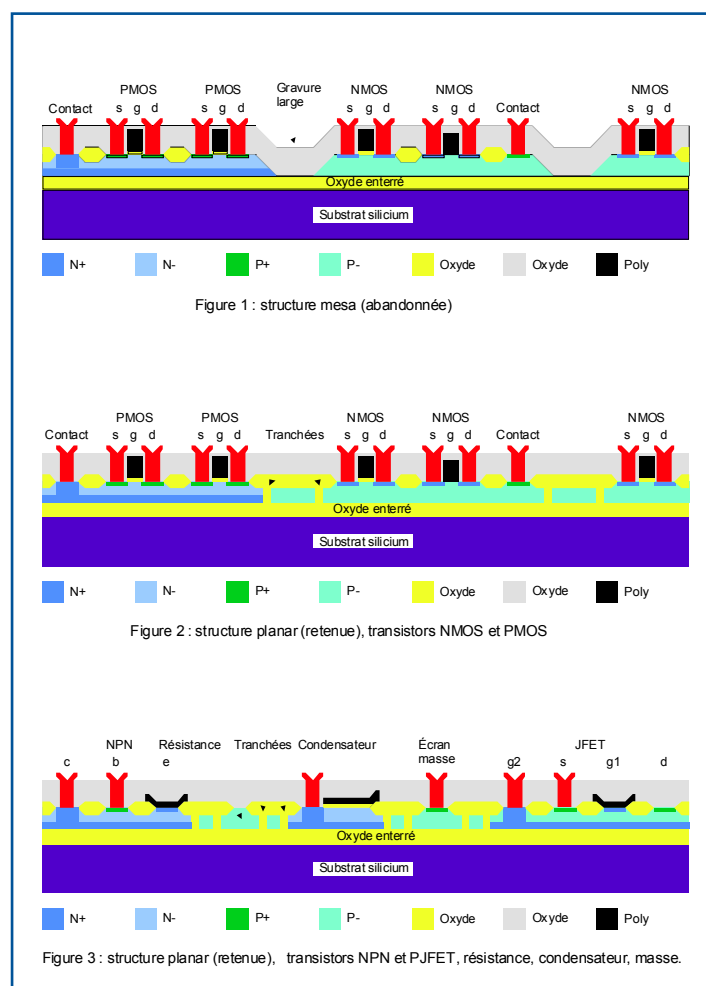 PMOS PMOS Gravure large NMOS NMOS NMOS
Contact s g d s g d s g d s g d Contact s g d
Oxyde enterré
Substrat silicium
N+ N- P+ P- Oxyde Oxyde Poly
Figure 1 : structure mesa (abandonnée)
PMOS PMOS NMOS NMOS NMOS
Contact s g d s g d Tranchées s g d s g d Contact s g d
Oxyde enterré
Substrat silicium
N+ N- P+ P- Oxyde Oxyde Poly
Figure 2 : structure planar (retenue), transistors NMOS et PMOS
NPN Résistance Tranchées Condensateur Écran masse JFET
c b e g2 s g1 d
Oxyde enterré
Substrat silicium
N+ N- P+ P- Oxyde Oxyde Poly
Figure 3 : structure planar (retenue), transistors NPN et PJFET, résistance, condensateur, masse.